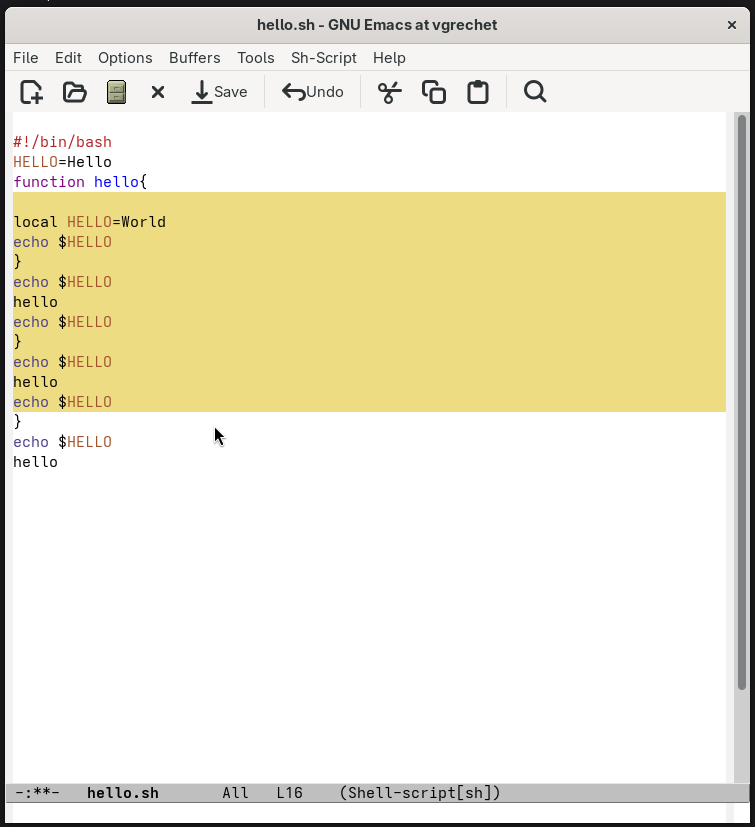 hello.sh - GNU Emacs at vgrechet
File Edit Options Buffers Tools Sh-Script Help
Save Undo
#!/bin/bash
HELLO=Hello
function hello{
local HELLO=World
echo $HELLO
}
echo $HELLO
hello
echo $HELLO
}
echo $HELLO
hello
echo $HELLO
}
echo $HELLO
hello
-:**- hello.sh All L16 (Shell-script[sh])